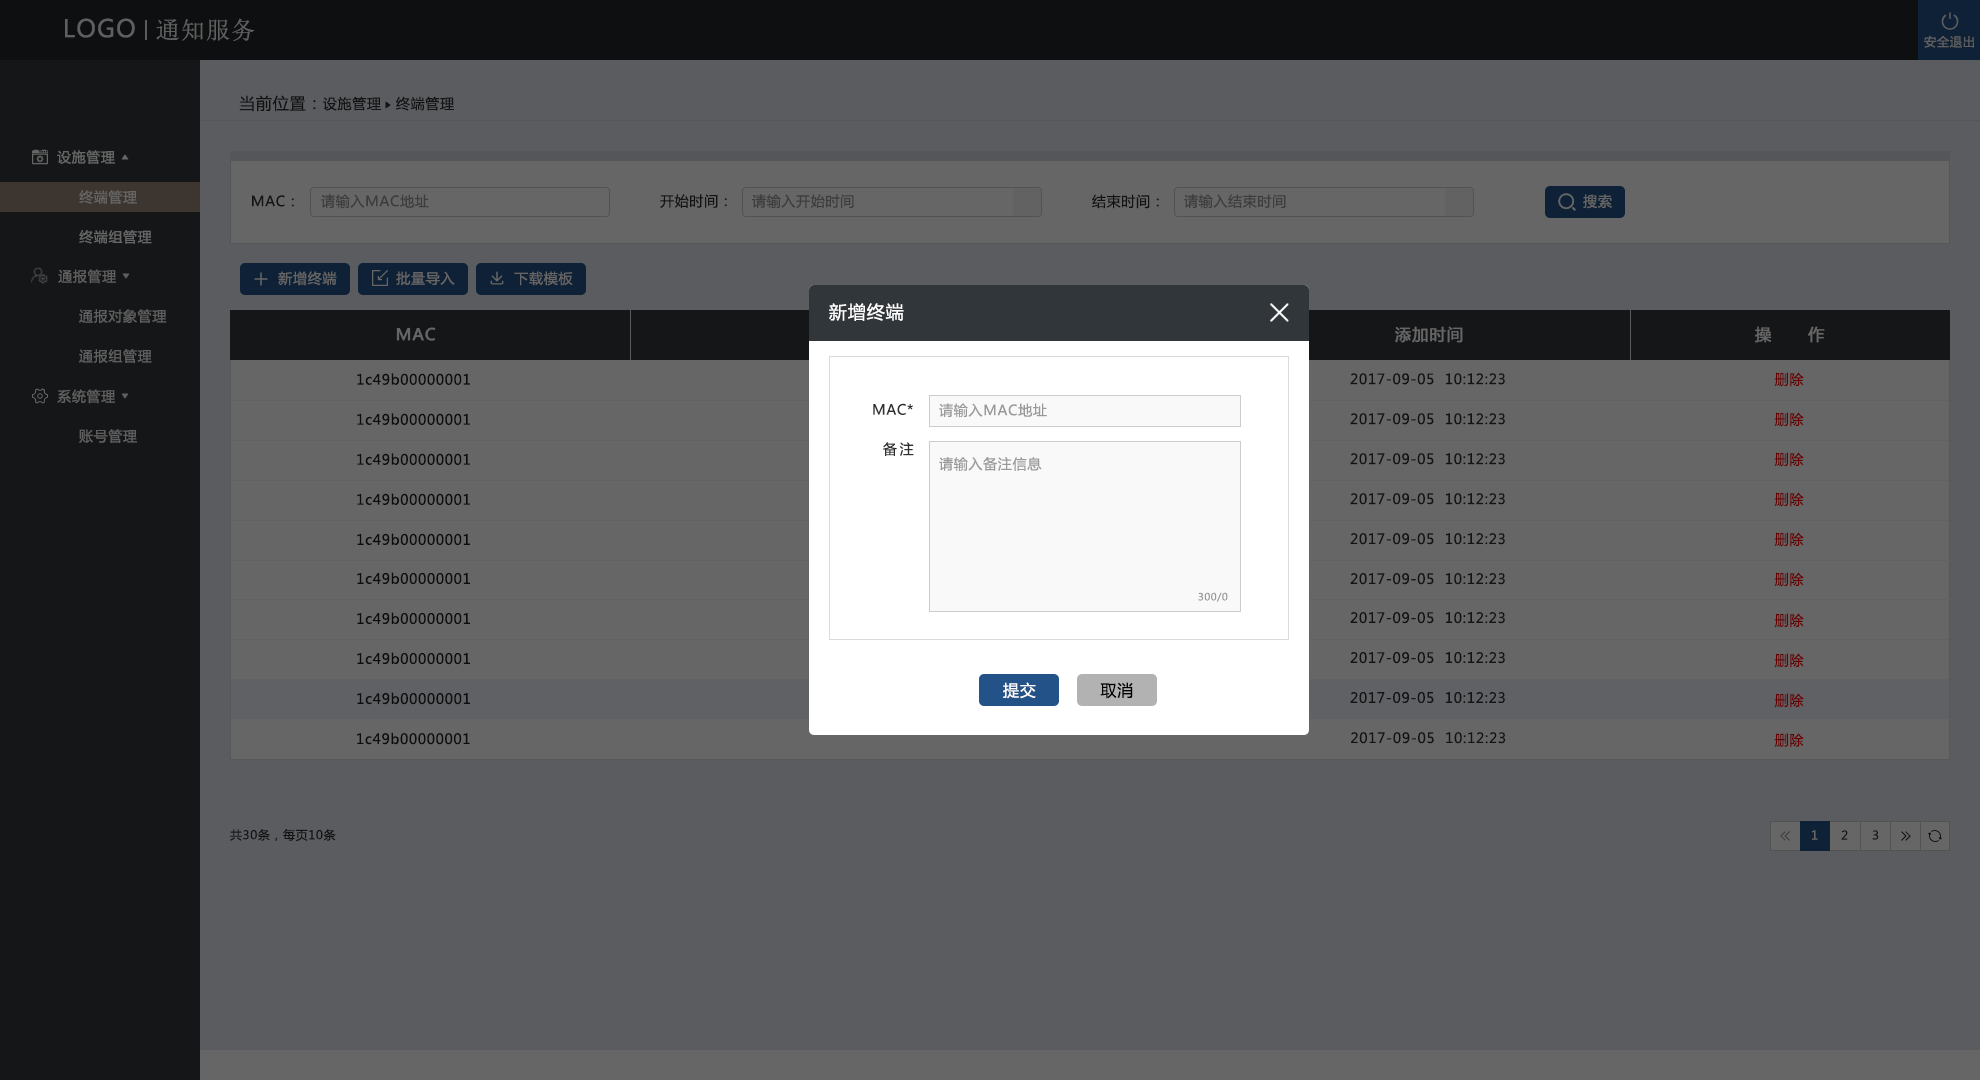 LOGO | 通知服务
安全退出
当前位置：设施管理 ▸ 终端管理
设施管理
终端管理
终端组管理
通报管理
通报对象管理
通报组管理
系统管理
账号管理
MAC： 请输入MAC地址 开始时间： 请输入开始时间 结束时间： 请输入结束时间 搜索
新增终端 批量导入 下载模板
MAC 添加时间 操 作
1c49b00000001 2017-09-05 10:12:23 删除
1c49b00000001 2017-09-05 10:12:23 删除
1c49b00000001 2017-09-05 10:12:23 删除
1c49b00000001 2017-09-05 10:12:23 删除
1c49b00000001 2017-09-05 10:12:23 删除
1c49b00000001 2017-09-05 10:12:23 删除
1c49b00000001 2017-09-05 10:12:23 删除
1c49b00000001 2017-09-05 10:12:23 删除
1c49b00000001 2017-09-05 10:12:23 删除
1c49b00000001 2017-09-05 10:12:23 删除
新增终端
MAC* 请输入MAC地址
备注 请输入备注信息
300/0
提交 取消
共30条，每页10条
« 1 2 3 »